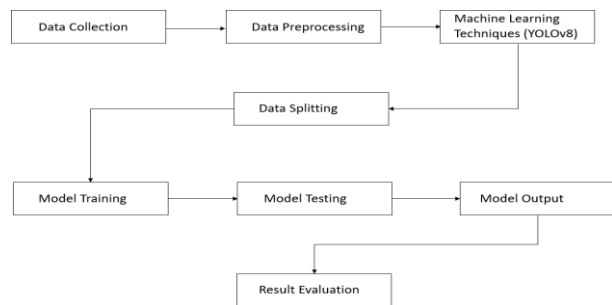 Data Collection
Data Preprocessing
Machine Learning
Techniques (YOLOv8)
Data Splitting
Model Training
Model Testing
Model Output
Result Evaluation